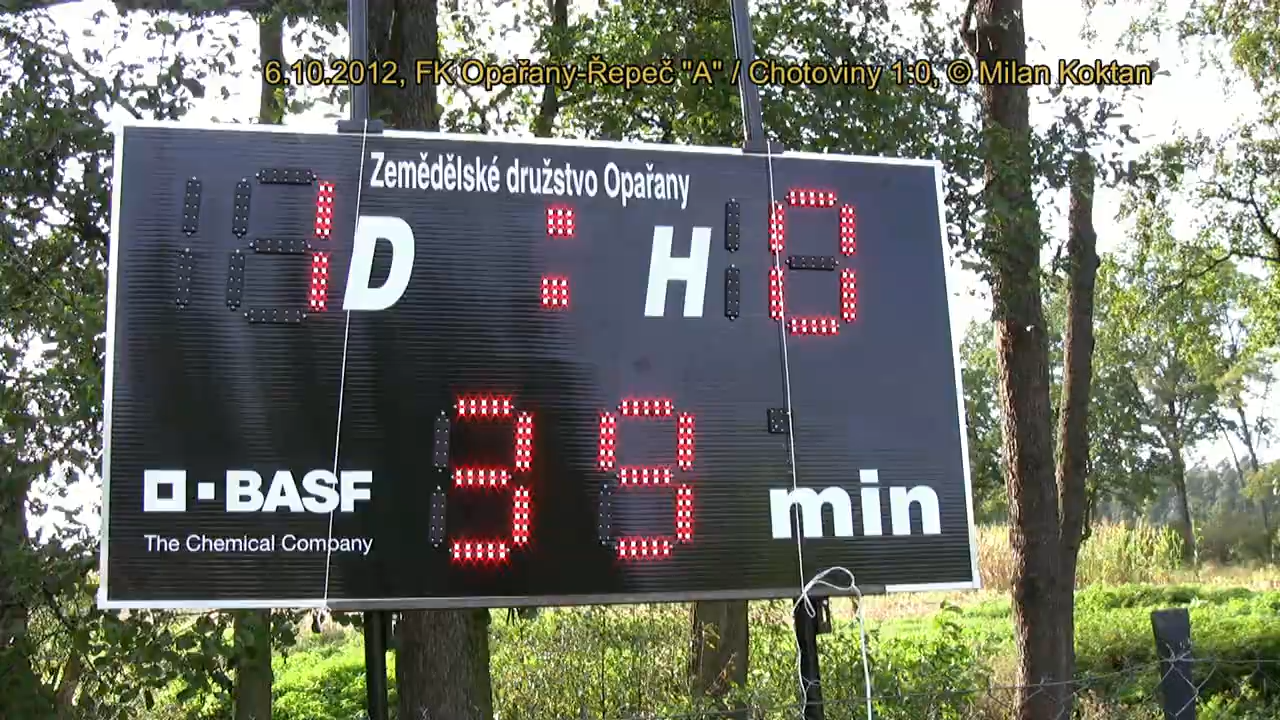 6.10.2012, FK Opařany-Řepeč "A" / Chotoviny 1:0, © Milan Koktan
Zemědělské družstvo Opařany
1 D : H 0
39 min
BASF
The Chemical Company